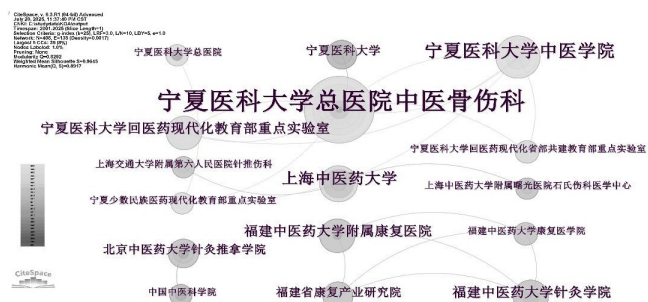 CiteSpace, v. 6.3.R1 (64-bit) Advanced
宁夏医科大学总医院
宁夏医科大学
宁夏医科大学中医学院
宁夏医科大学总医院中医骨伤科
宁夏医科大学回医药现代化教育部重点实验室
宁夏医科大学回医药现代化省部共建教育部重点实验室
上海交通大学附属第六人民医院针推伤科
上海中医药大学
上海中医药大学附属曙光医院石氏伤科医学中心
宁夏少数民族医药现代化教育部重点实验室
福建中医药大学附属康复医院
福建中医药大学康复医学院
北京中医药大学针灸推拿学院
中国中医科学院
福建省康复产业研究院
福建中医药大学针灸学院
CiteSpace